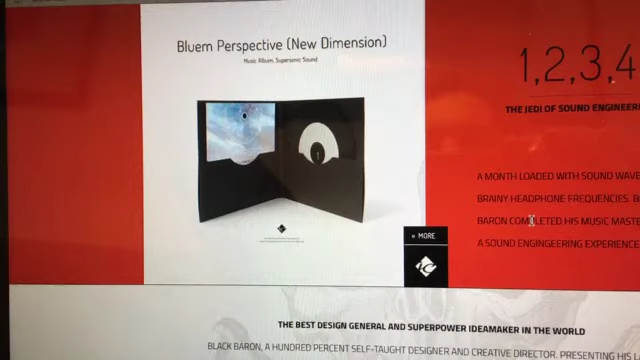 Bluem Perspective (New Dimension)
Music Album, Supersonic Sound
1,2,3,4
THE JEDI OF SOUND ENGINEERI
A MONTH LOADED WITH SOUND WAVE
BRAINY HEADPHONE FREQUENCIES. B
BARON COMPLETED HIS MUSIC MASTE
A SOUND ENGINGEERING EXPERIENCE
» MORE
THE BEST DESIGN GENERAL AND SUPERPOWER IDEAMAKER IN THE WORLD
BLACK BARON, A HUNDRED PERCENT SELF-TAUGHT DESIGNER AND CREATIVE DIRECTOR. PRESENTING HIS L